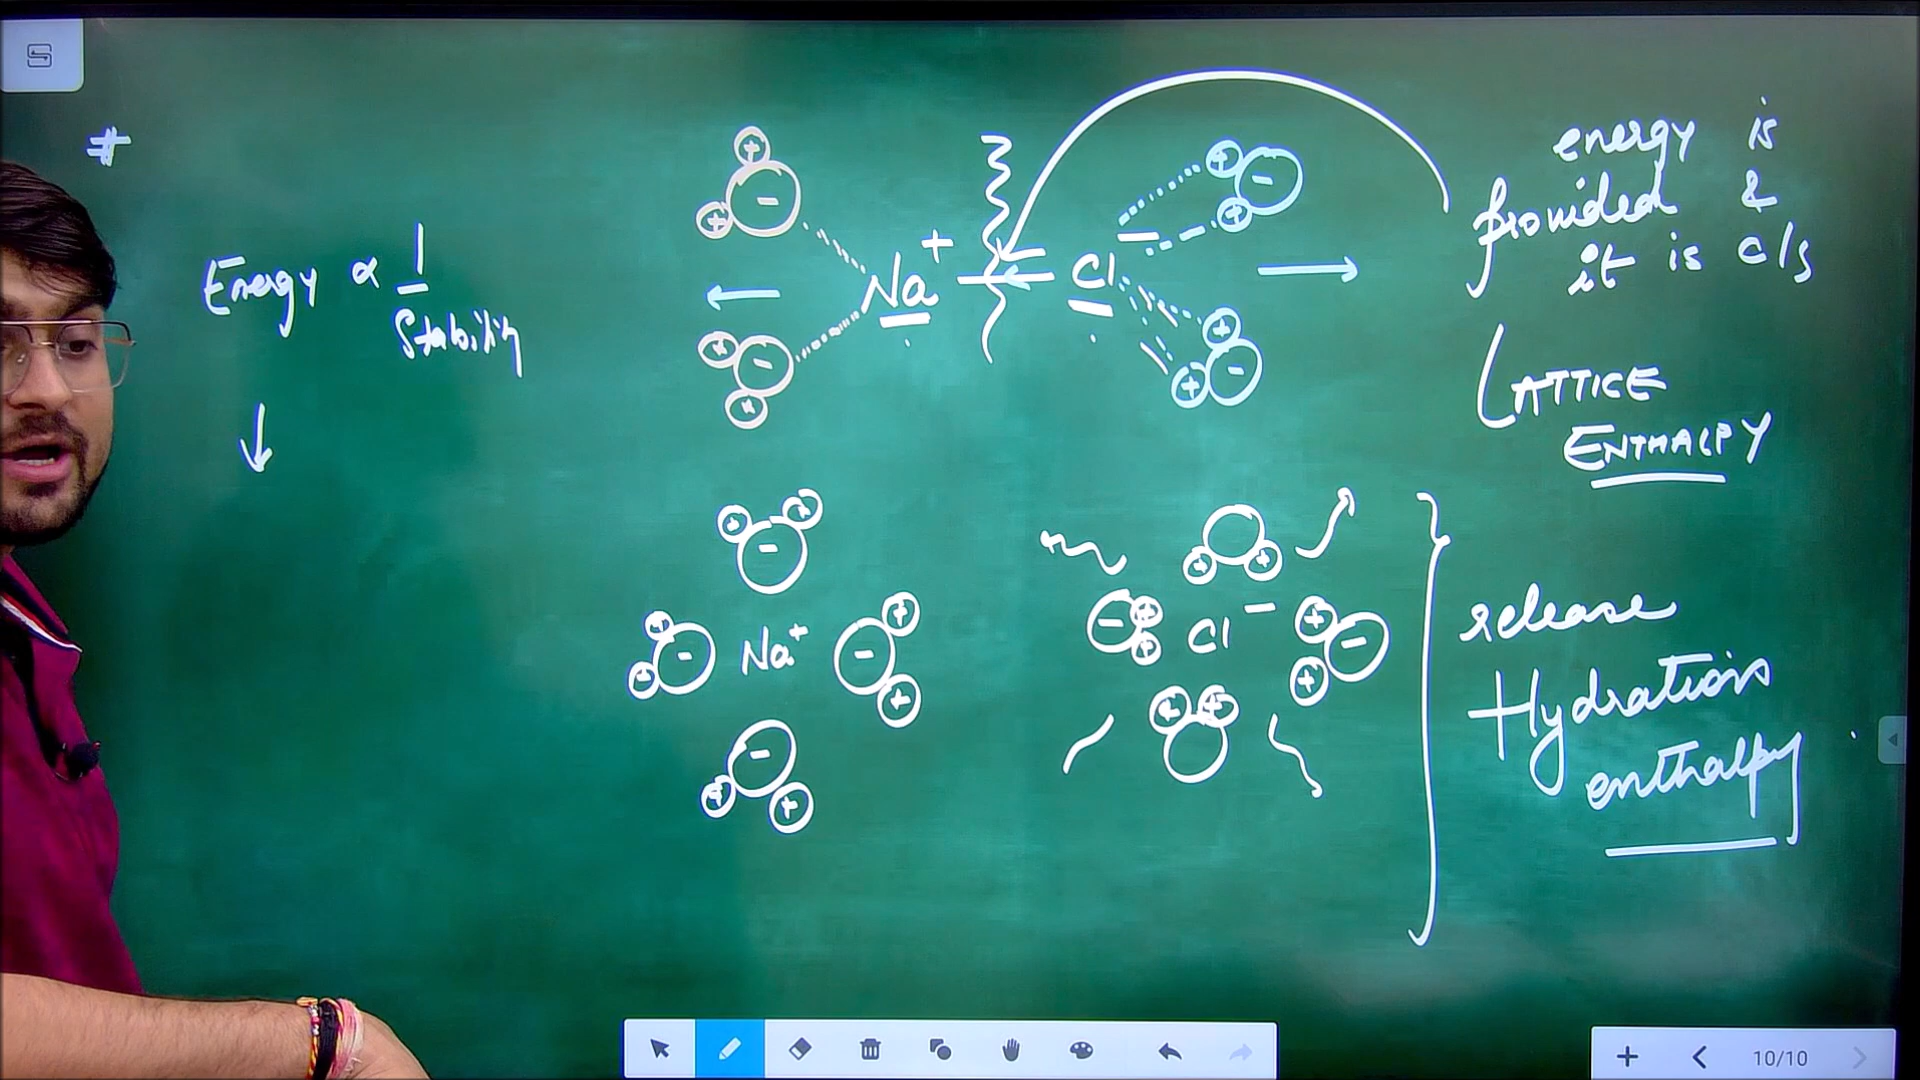 #
Energy ∝ 1
Stability
↓
Na⁺ – Cl⁻
energy is
provided &
it is c/s
LATTICE
ENTHALPY
Na⁺
Cl⁻
release
Hydration
enthalpy
10/10